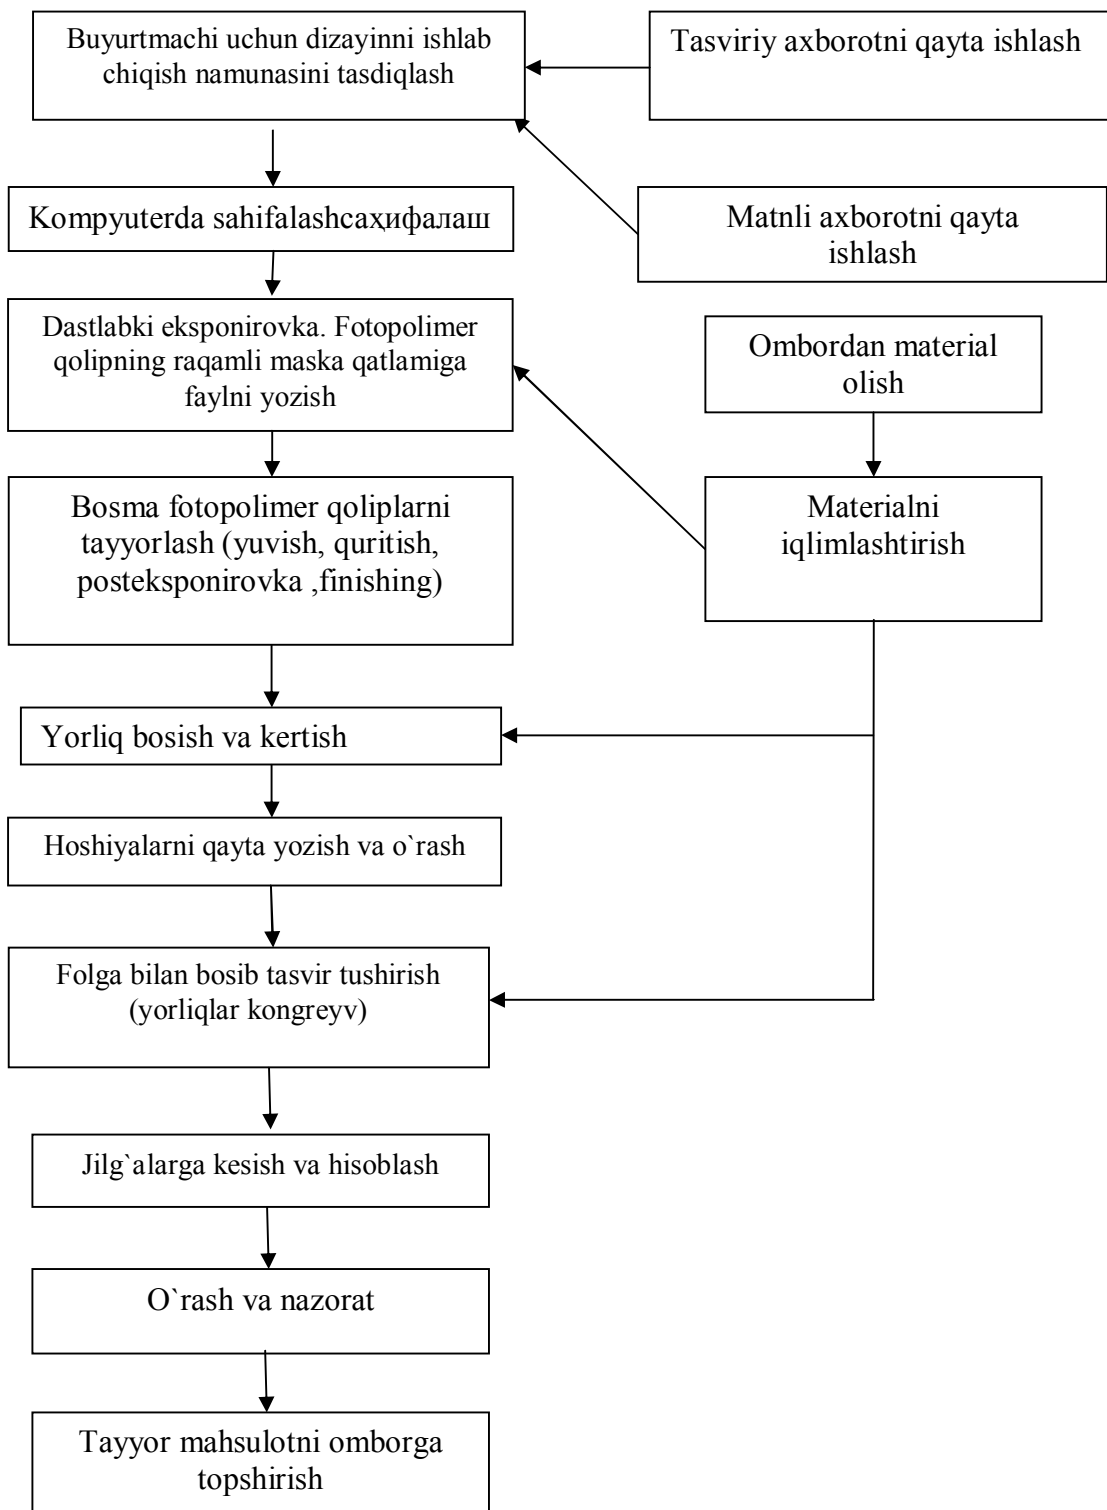 Buyurtmachi uchun dizayinni ishlab
chiqish namunasini tasdiqlash
Tasviriy axborotni qayta ishlash
Kompyuterda sahifalashсаҳифалаш
Matnli axborotni qayta
ishlash
Dastlabki eksponirovka. Fotopolimer
qolipning raqamli maska qatlamiga
faylni yozish
Ombordan material
olish
Bosma fotopolimer qoliplarni
tayyorlash (yuvish, quritish,
posteksponirovka ,finishing)
Materialni
iqlimlashtirish
Yorliq bosish va kertish
Hoshiyalarni qayta yozish va o`rash
Folga bilan bosib tasvir tushirish
(yorliqlar kongreyv)
Jilg`alarga kesish va hisoblash
O`rash va nazorat
Tayyor mahsulotni omborga
topshirish